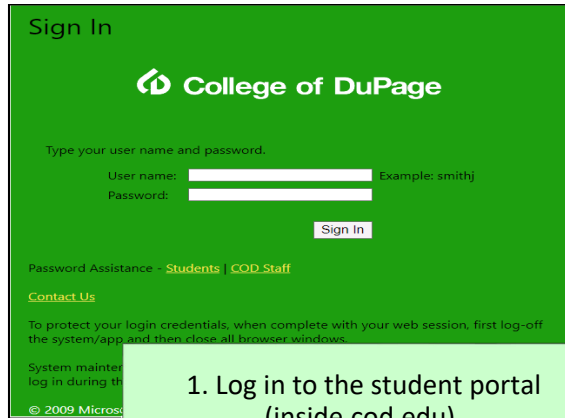 Sign In
College of DuPage
Type your user name and password.
User name: Example: smithj
Password:
Sign In
Password Assistance - Students | COD Staff
Contact Us
To protect your login credentials, when complete with your web session, first log-off
the system/app and then close all browser windows.
System mainter
log in during th
© 2009 Micros
1. Log in to the student portal
(inside.cod.edu)